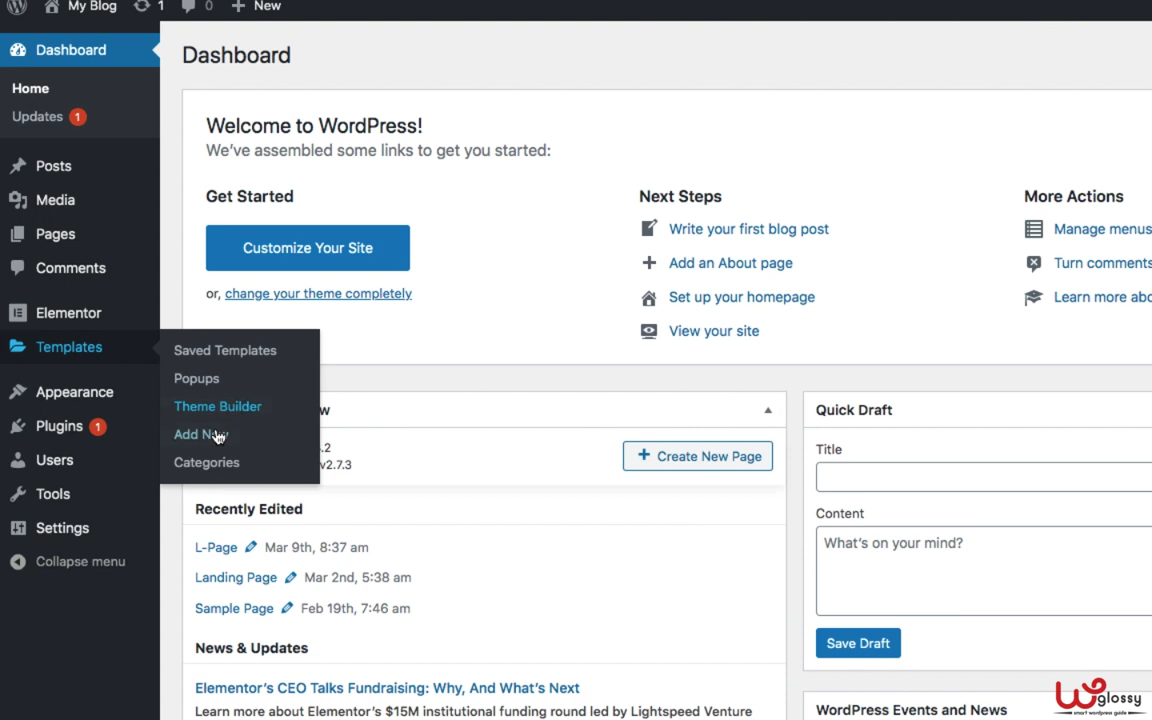 My Blog 1 0 + New
Dashboard
Home
Updates 1
Posts
Media
Pages
Comments
Elementor
Templates
Appearance
Plugins 1
Users
Tools
Settings
Collapse menu
Saved Templates
Popups
Theme Builder
Add
Categories
Dashboard
Welcome to WordPress!
We've assembled some links to get you started:
Get Started
Customize Your Site
or, change your theme completely
Next Steps
Write your first blog post
Add an About page
Set up your homepage
View your site
More Actions
Manage menus
Turn comments
Learn more abo
w
.2
v2.7.3
+ Create New Page
Recently Edited
L-Page Mar 9th, 8:37 am
Landing Page Mar 2nd, 5:38 am
Sample Page Feb 19th, 7:46 am
News & Updates
Elementor's CEO Talks Fundraising: Why, And What's Next
Learn more about Elementor's $15M institutional funding round led by Lightspeed Venture
Quick Draft
Title
Content
What's on your mind?
Save Draft
WordPress Events and News
wglossy
smart wordpress guide